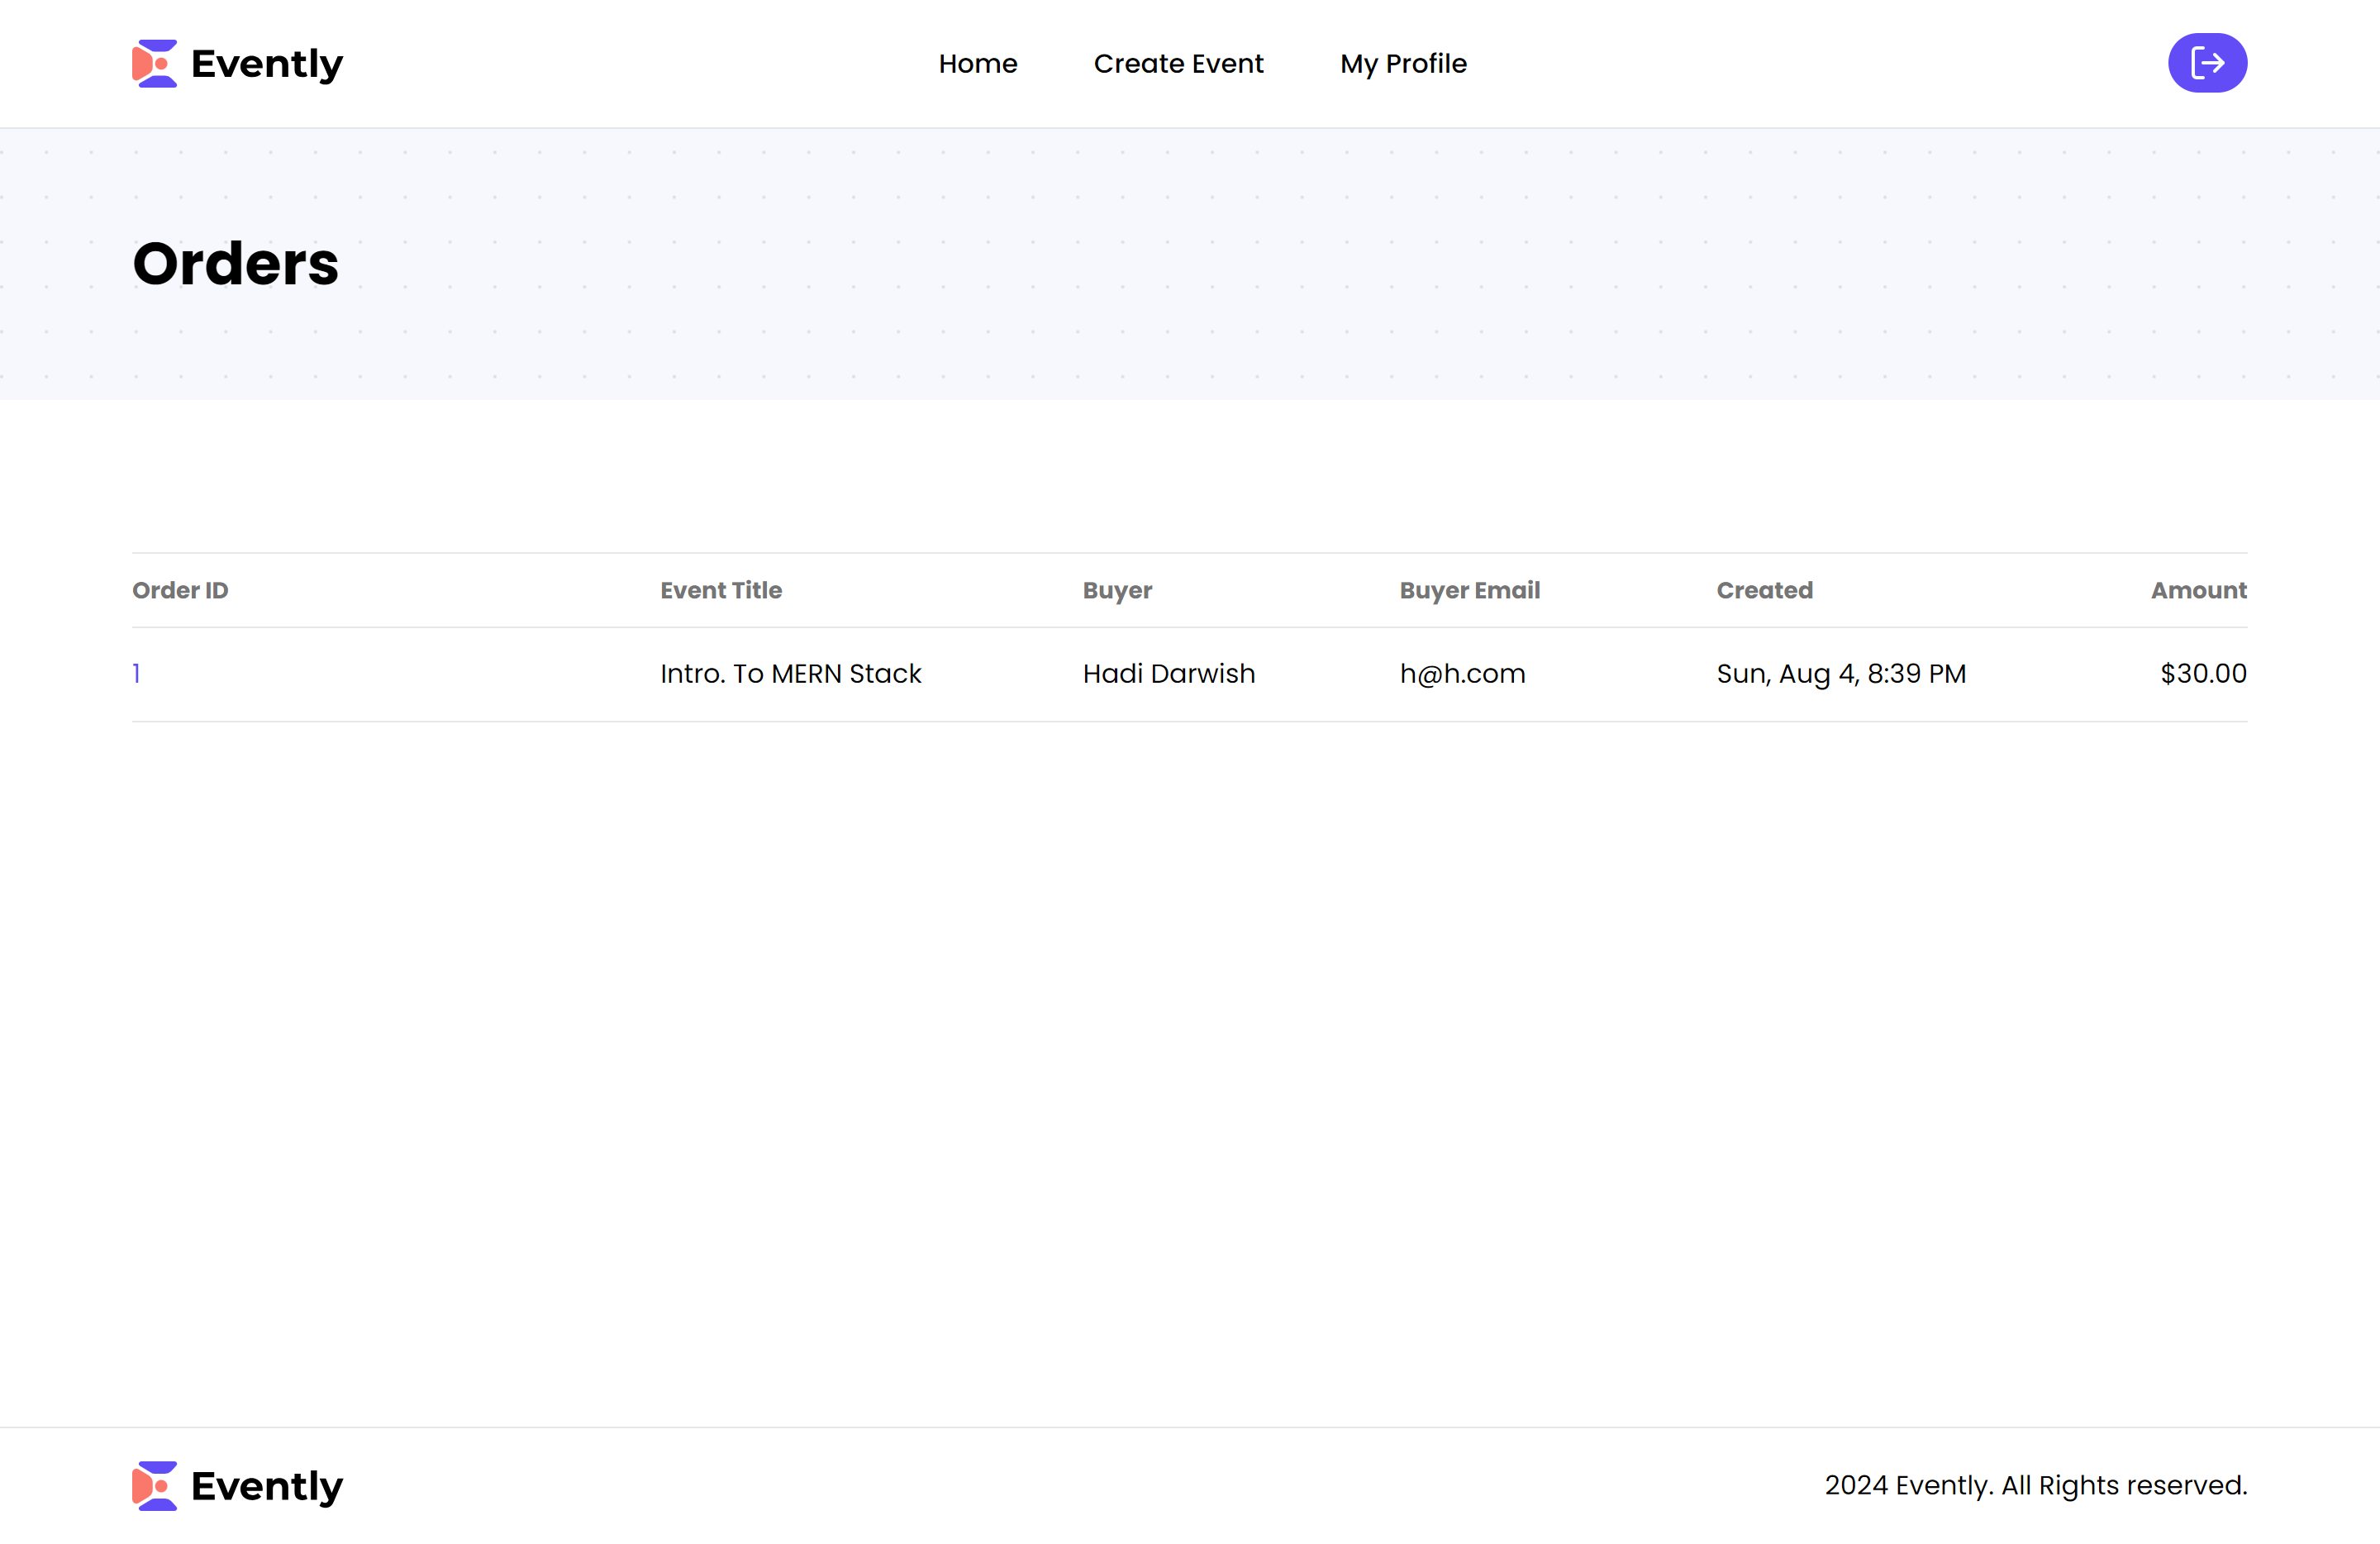 Evently Home Create Event My Profile
Orders
Order ID Event Title Buyer Buyer Email Created Amount
1 Intro. To MERN Stack Hadi Darwish h@h.com Sun, Aug 4, 8:39 PM $30.00
Evently 2024 Evently. All Rights reserved.